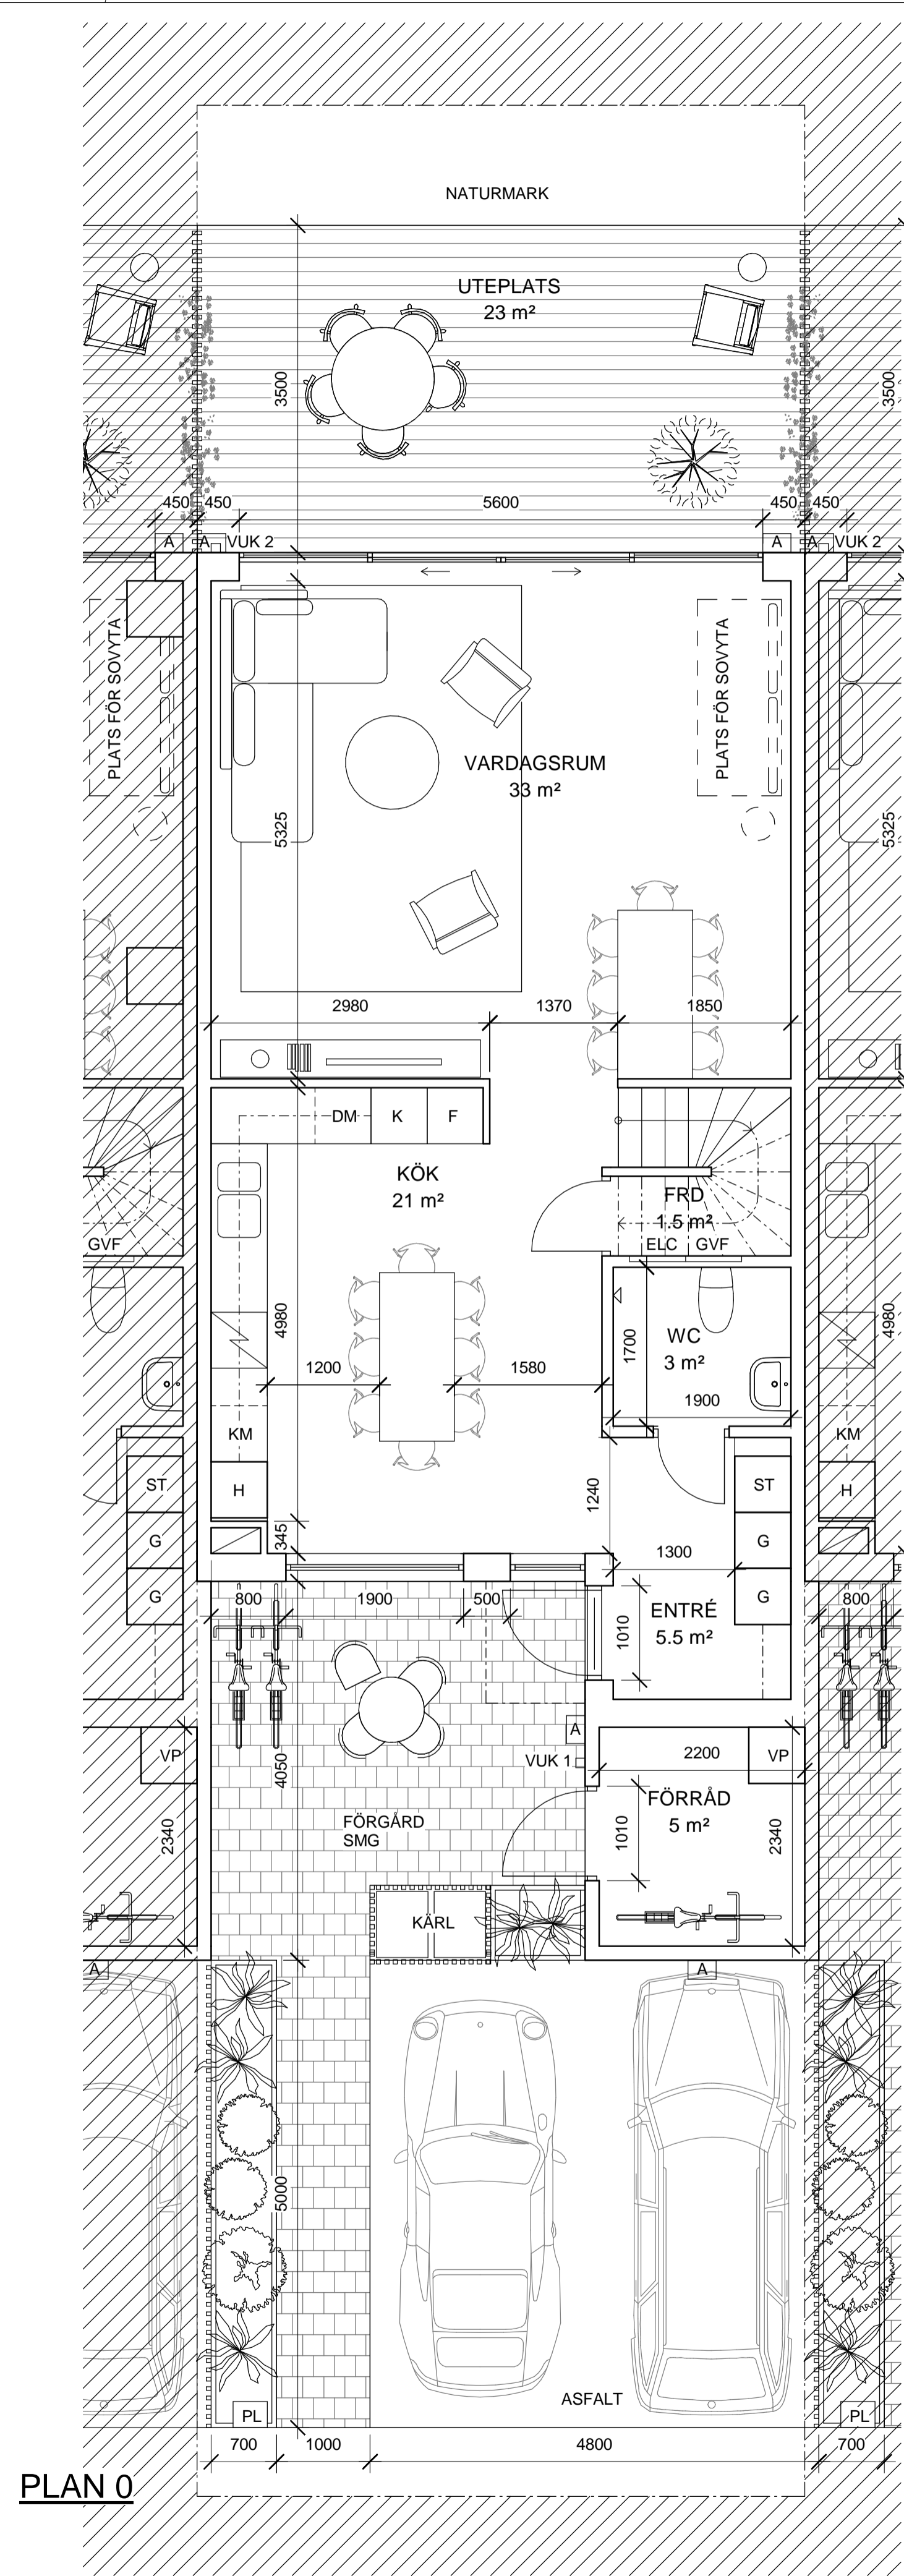 NATURMARK
UTEPLATS
23 m²
3500
3500
450
450
5600
450
450
A
A
VUK 2
A
A
VUK 2
PLATS FÖR SOVYTA
PLATS FÖR SOVYTA
VARDAGSRUM
33 m²
5325
5325
2980
1370
1850
DM
K
F
KÖK
21 m²
FRD
1.5 m²
GVF
ELC
GVF
4980
4980
WC
3 m²
1700
1200
1580
1900
KM
KM
ST
H
ST
H
1240
345
G
1300
G
G
G
800
1900
500
ENTRÉ
5.5 m²
1010
800
A
VP
VUK 1
2200
VP
4050
FÖRRÅD
5 m²
FÖRGÅRD
SMG
1010
2340
2340
KÄRL
A
A
5000
ASFALT
PL
PL
700
1000
4800
700
PLAN 0